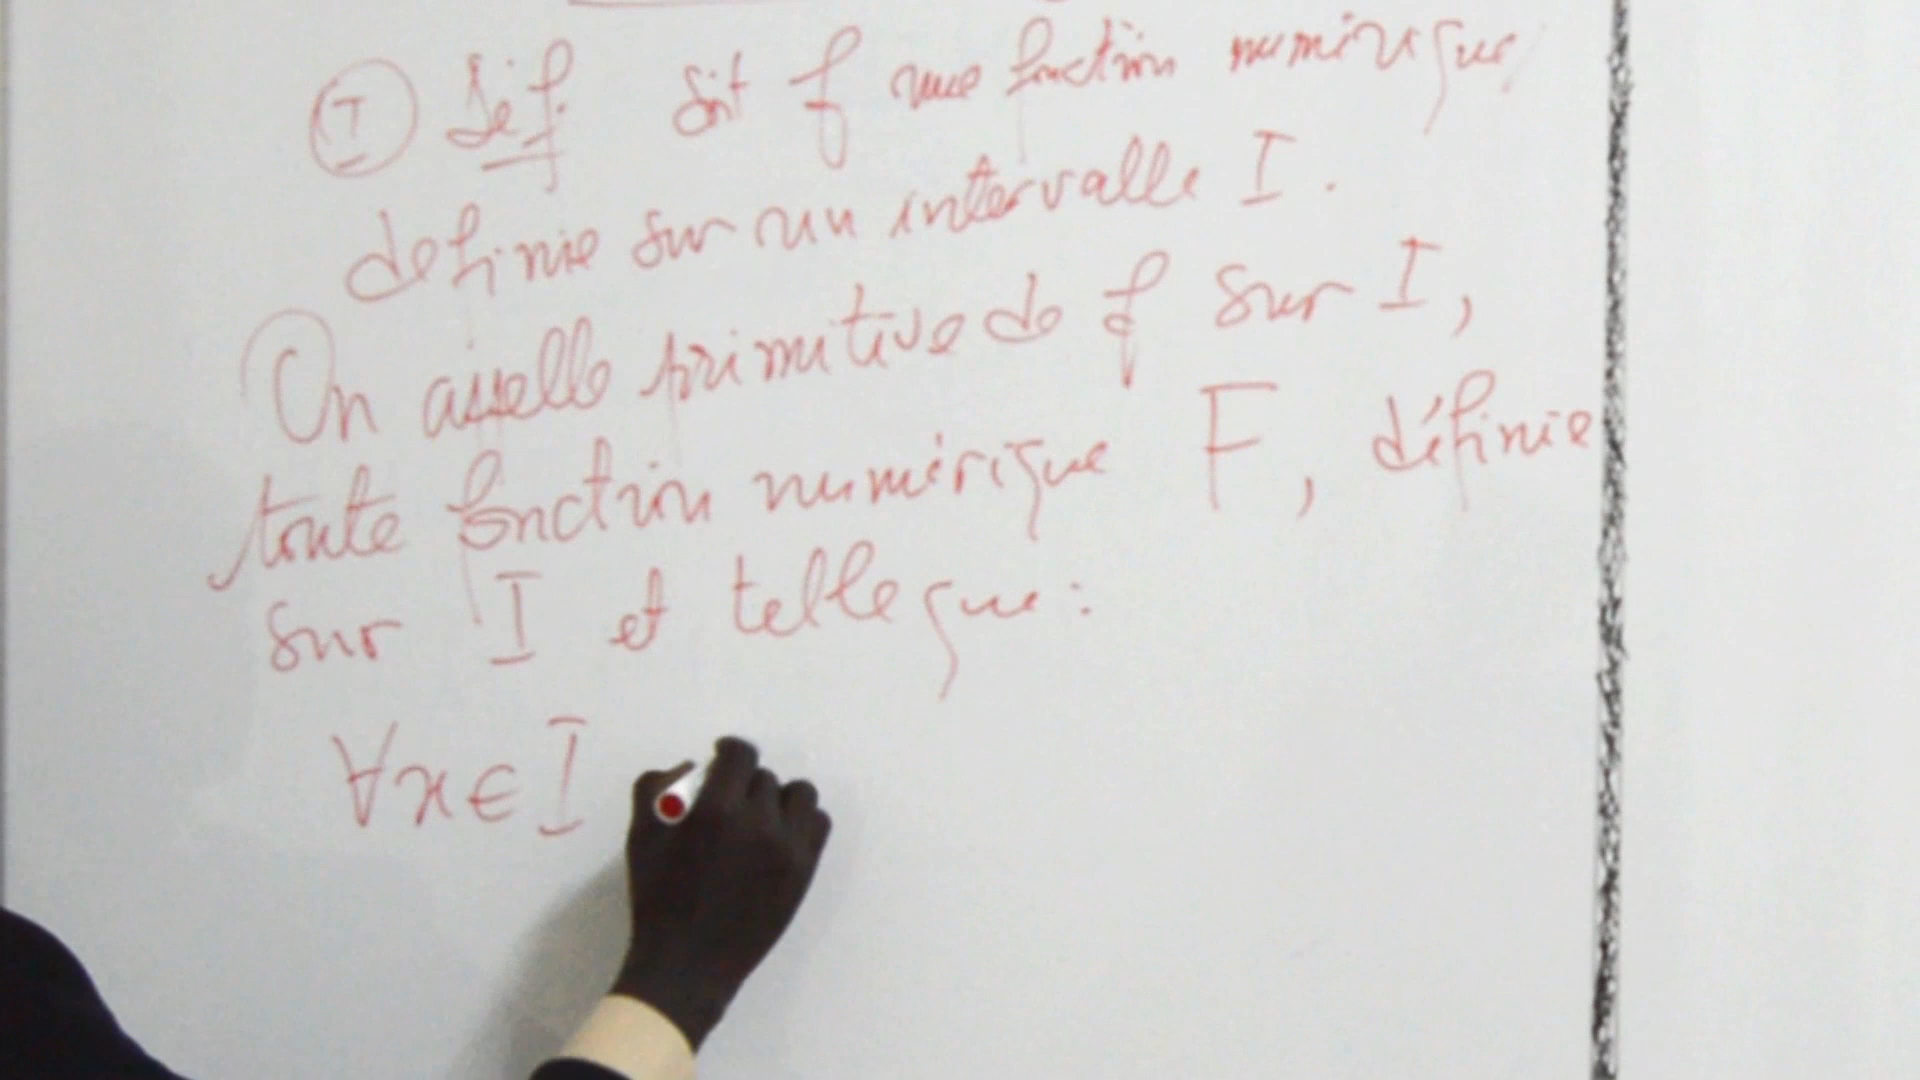 I Déf. Soit f une fonction numérique
definie sur un intervalle I.
On appelle primitive de f sur I,
toute fonction numérique F, définie
sur I et telle que:
∀x∈I